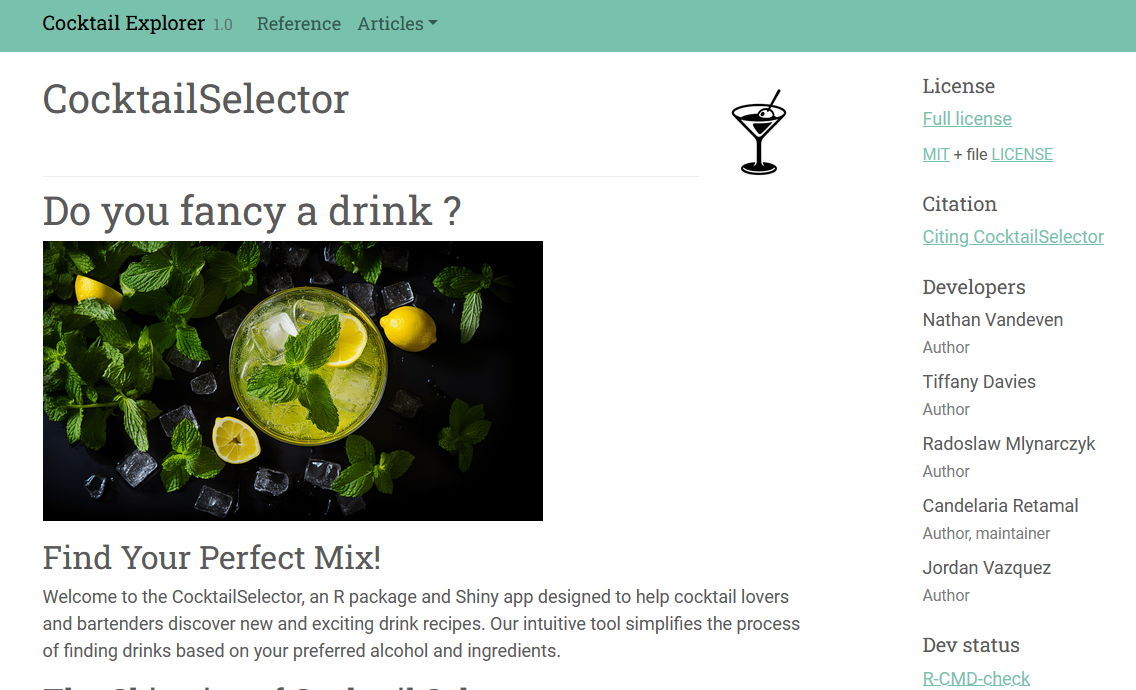 Cocktail Explorer 1.0 Reference Articles
CocktailSelector
Do you fancy a drink ?
Find Your Perfect Mix!
Welcome to the CocktailSelector, an R package and Shiny app designed to help cocktail lovers
and bartenders discover new and exciting drink recipes. Our intuitive tool simplifies the process
of finding drinks based on your preferred alcohol and ingredients.
License
Full license
MIT + file LICENSE
Citation
Citing CocktailSelector
Developers
Nathan Vandeven
Author
Tiffany Davies
Author
Radoslaw Mlynarczyk
Author
Candelaria Retamal
Author, maintainer
Jordan Vazquez
Author
Dev status
R-CMD-check